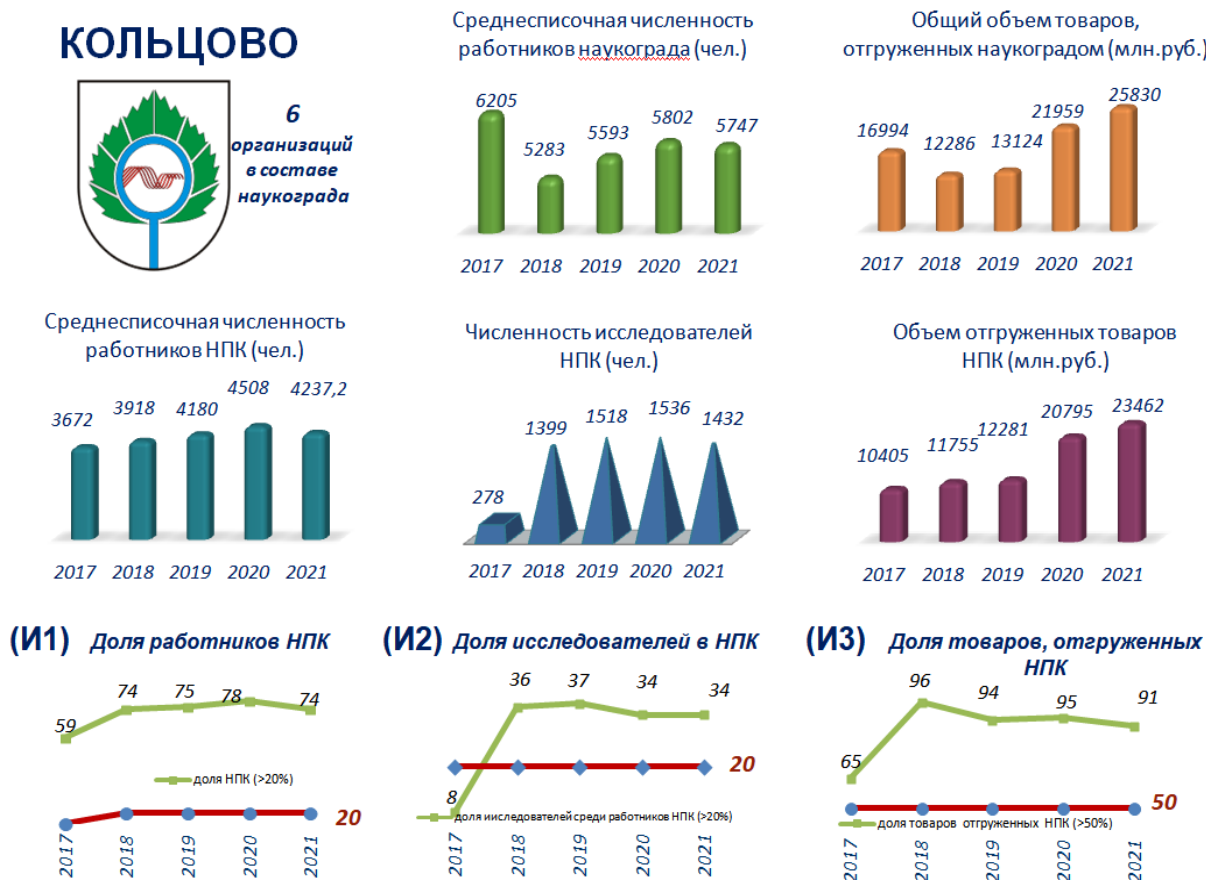 КОЛЬЦОВО
6
организаций
в составе
наукограда
Среднесписочная численность
работников наукограда (чел.)
6205
5283
5593
5802
5747
2017 2018 2019 2020 2021
Общий объем товаров,
отгруженных наукоградом (млн.руб.)
16994
12286
13124
21959
25830
2017 2018 2019 2020 2021
Среднесписочная численность
работников НПК (чел.)
3672
3918
4180
4508
4237,2
2017 2018 2019 2020 2021
Численность исследователей
НПК (чел.)
278
1399
1518
1536
1432
2017 2018 2019 2020 2021
Объем отгруженных товаров
НПК (млн.руб.)
10405
11755
12281
20795
23462
2017 2018 2019 2020 2021
(И1) Доля работников НПК
59
74
75
78
74
доля НПК (>20%)
20
2017 2018 2019 2020 2021
(И2) Доля исследователей в НПК
8
36
37
34
34
20
доля иисследователей среди работников НПК (>20%)
2017 2018 2019 2020 2021
(И3) Доля товаров, отгруженных
НПК
65
96
94
95
91
50
доля товаров отгруженных НПК (>50%)
2017 2018 2019 2020 2021